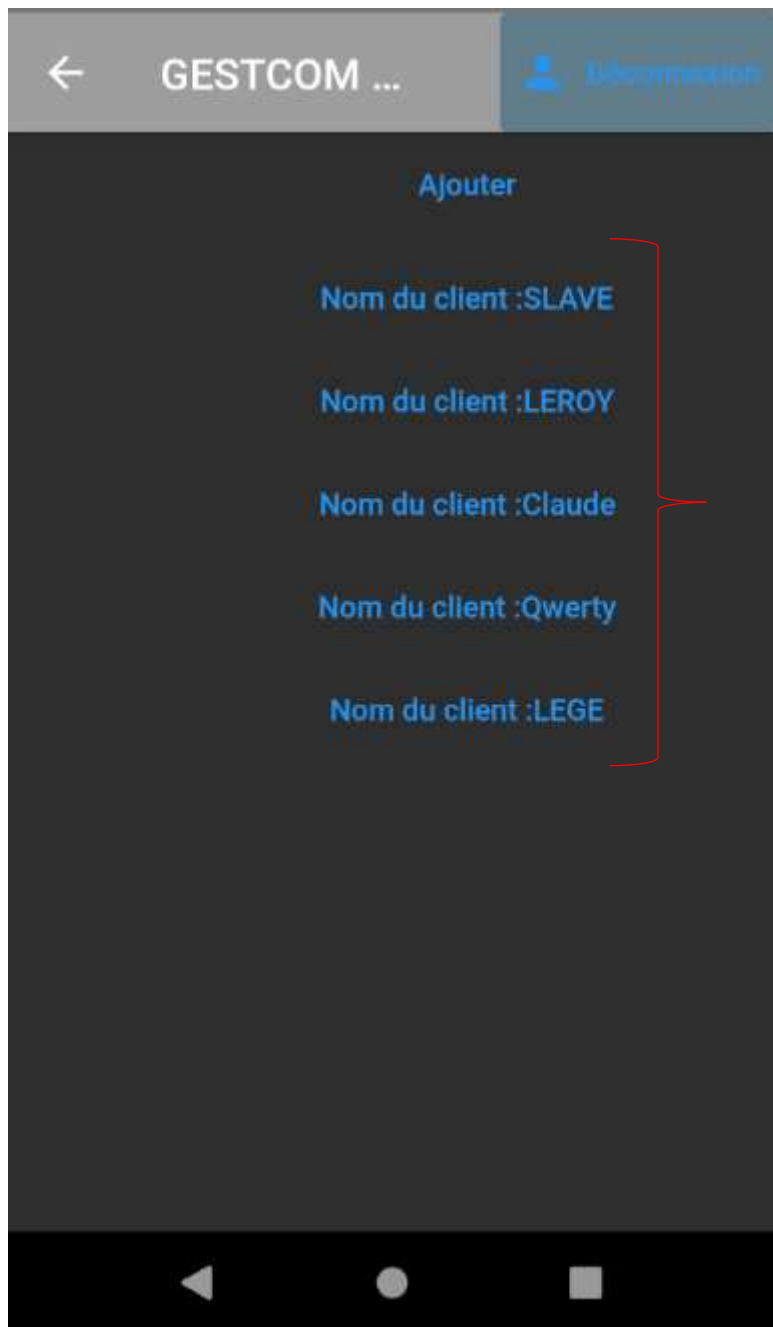 GESTCOM ...
Déconnexion
Ajouter
Nom du client :SLAVE
Nom du client :LEROY
Nom du client :Claude
Nom du client :Qwerty
Nom du client :LEGE